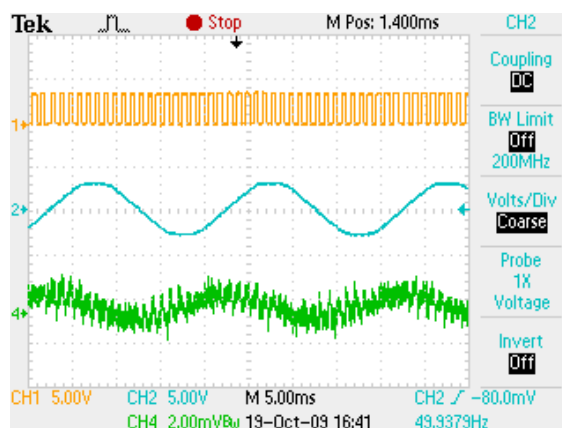 Tek Stop M Pos: 1.400ms CH2
Coupling
DC
BW Limit
Off
200MHz
Volts/Div
Coarse
Probe
1X
Voltage
Invert
Off
1
2
4
CH1 5.00V CH2 5.00V M 5.00ms CH2 -80.0mV
CH4 2.00mVBw 19-Oct-09 16:41 49.9379Hz